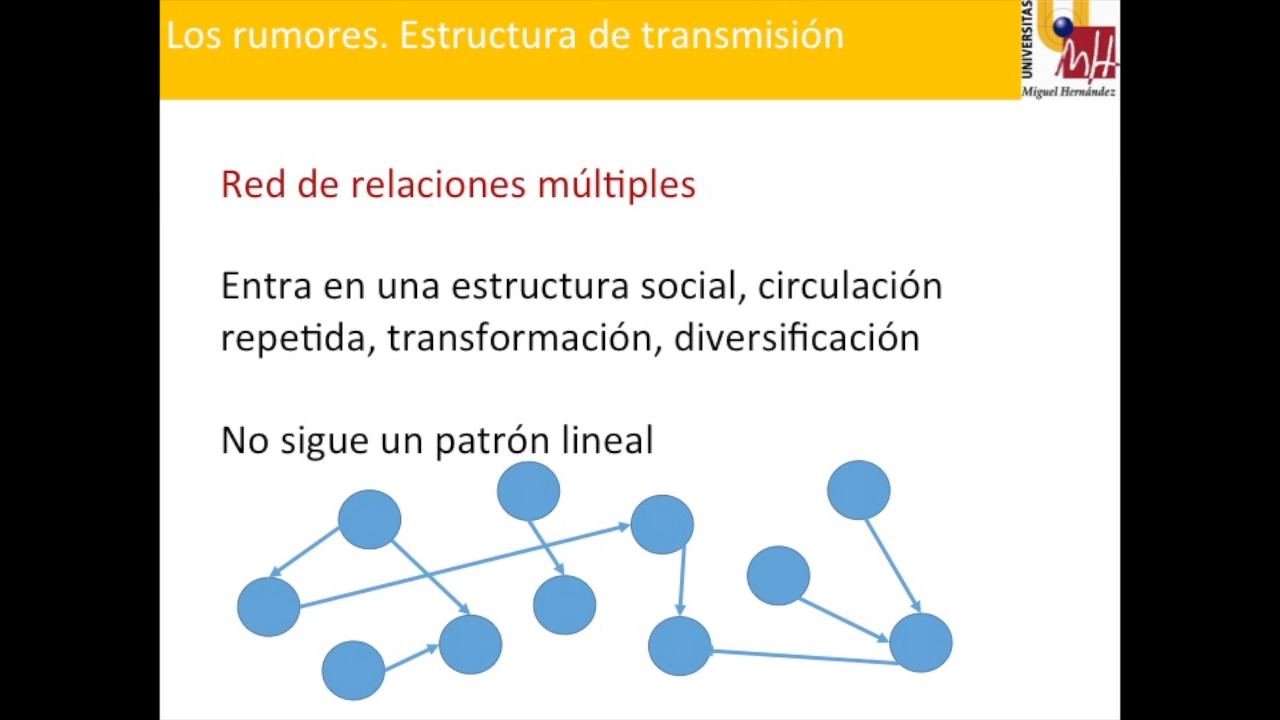 Los rumores. Estructura de transmisión
UNIVERSITAS
Miguel Hernández
Red de relaciones múltiples
Entra en una estructura social, circulación
repetida, transformación, diversificación
No sigue un patrón lineal